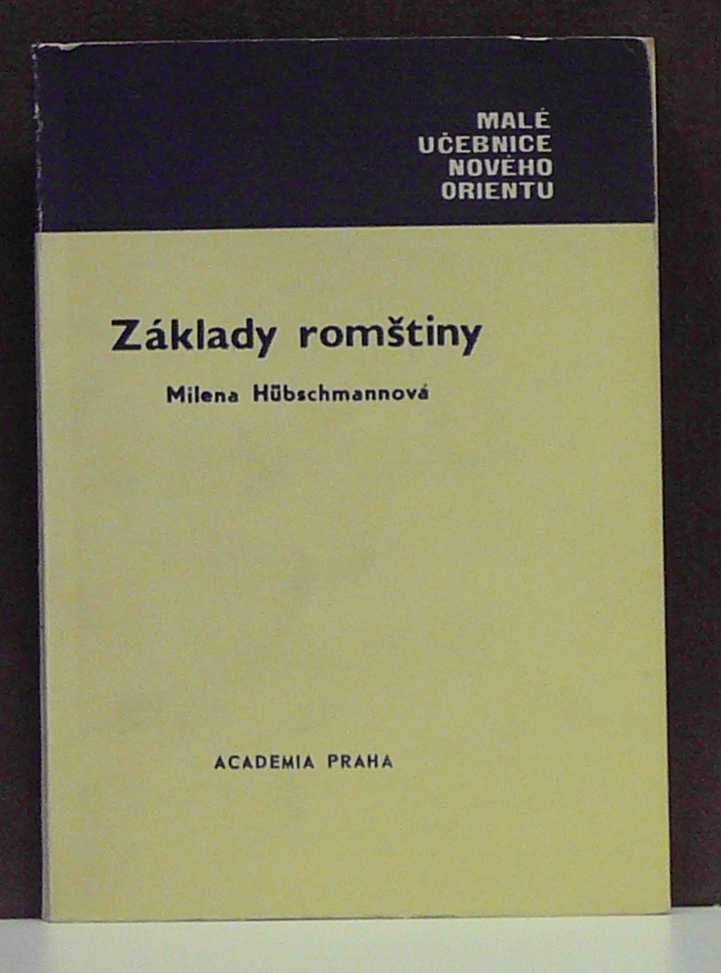 MALÉ
UČEBNICE
NOVÉHO
ORIENTU
Základy romštiny
Milena Hübschmannová
ACADEMIA PRAHA